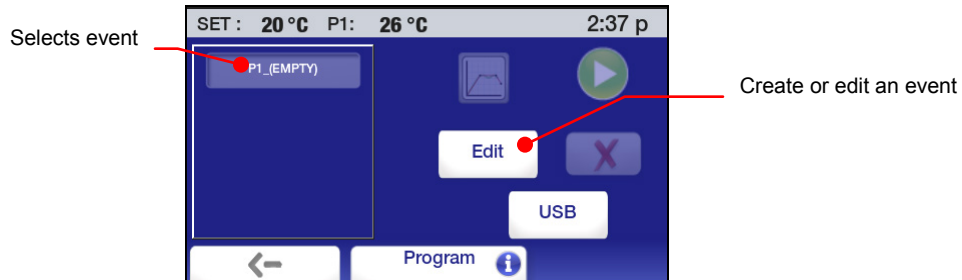 SET : 20 °C P1: 26 °C 2:37 p
Selects event
P1_(EMPTY)
Create or edit an event
Edit
X
USB
Program i